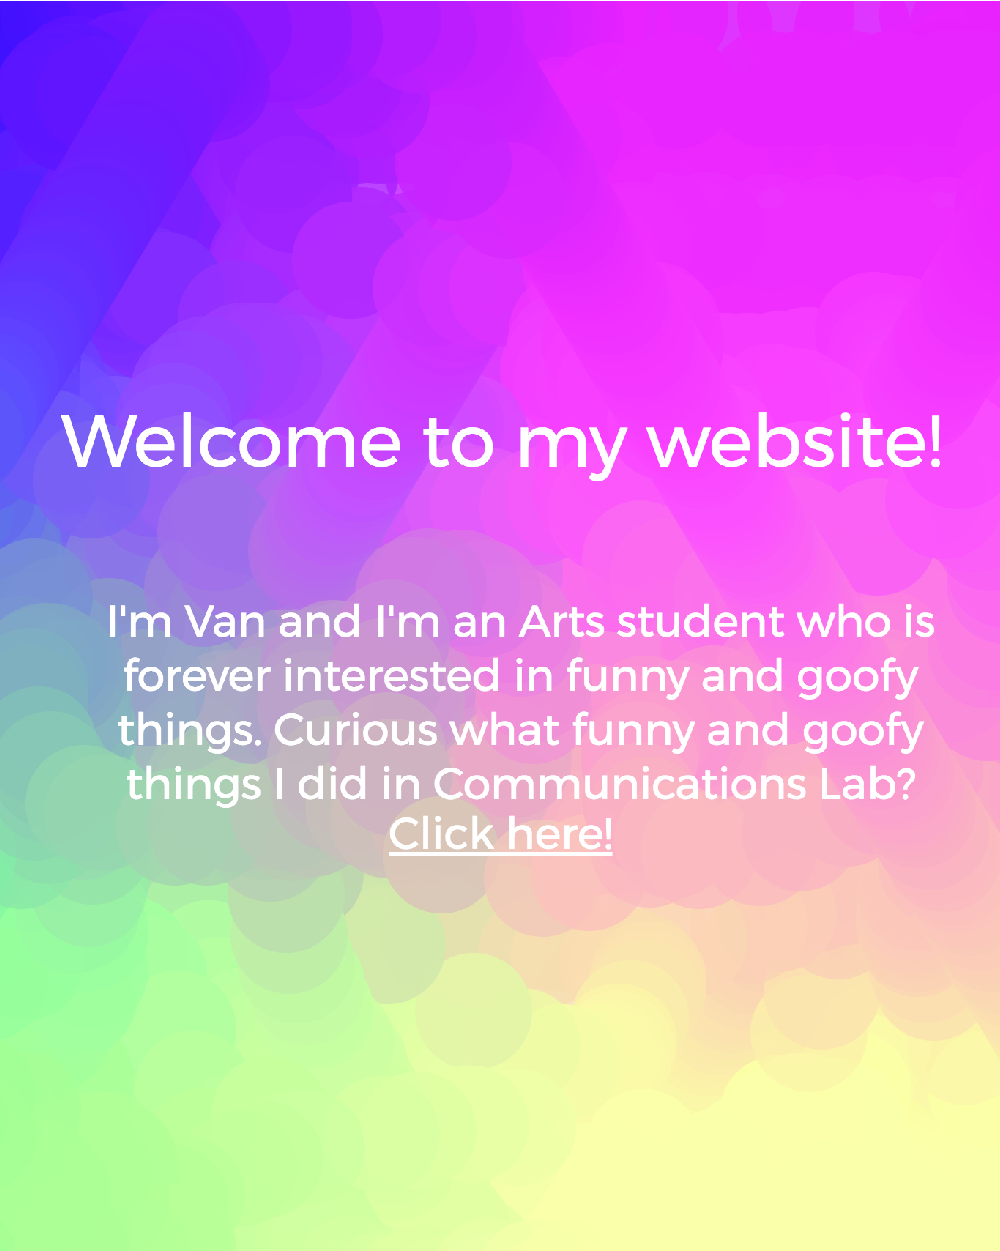 Welcome to my website!
I'm Van and I'm an Arts student who is
forever interested in funny and goofy
things. Curious what funny and goofy
things I did in Communications Lab?
Click here!